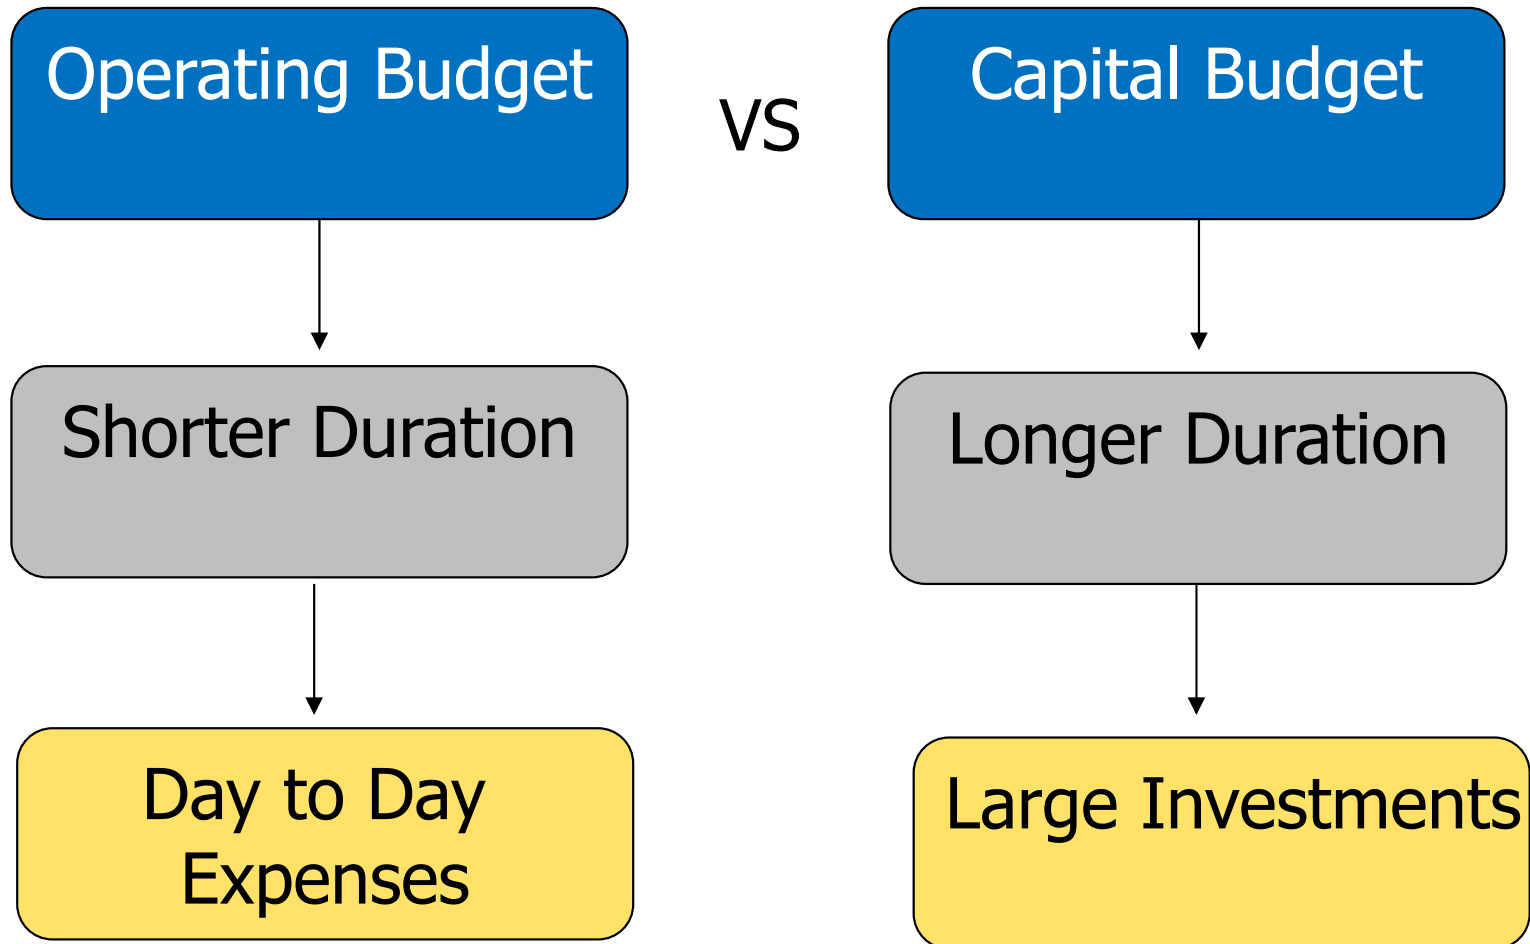 Operating Budget
VS
Capital Budget
Shorter Duration
Longer Duration
Day to Day
Expenses
Large Investments